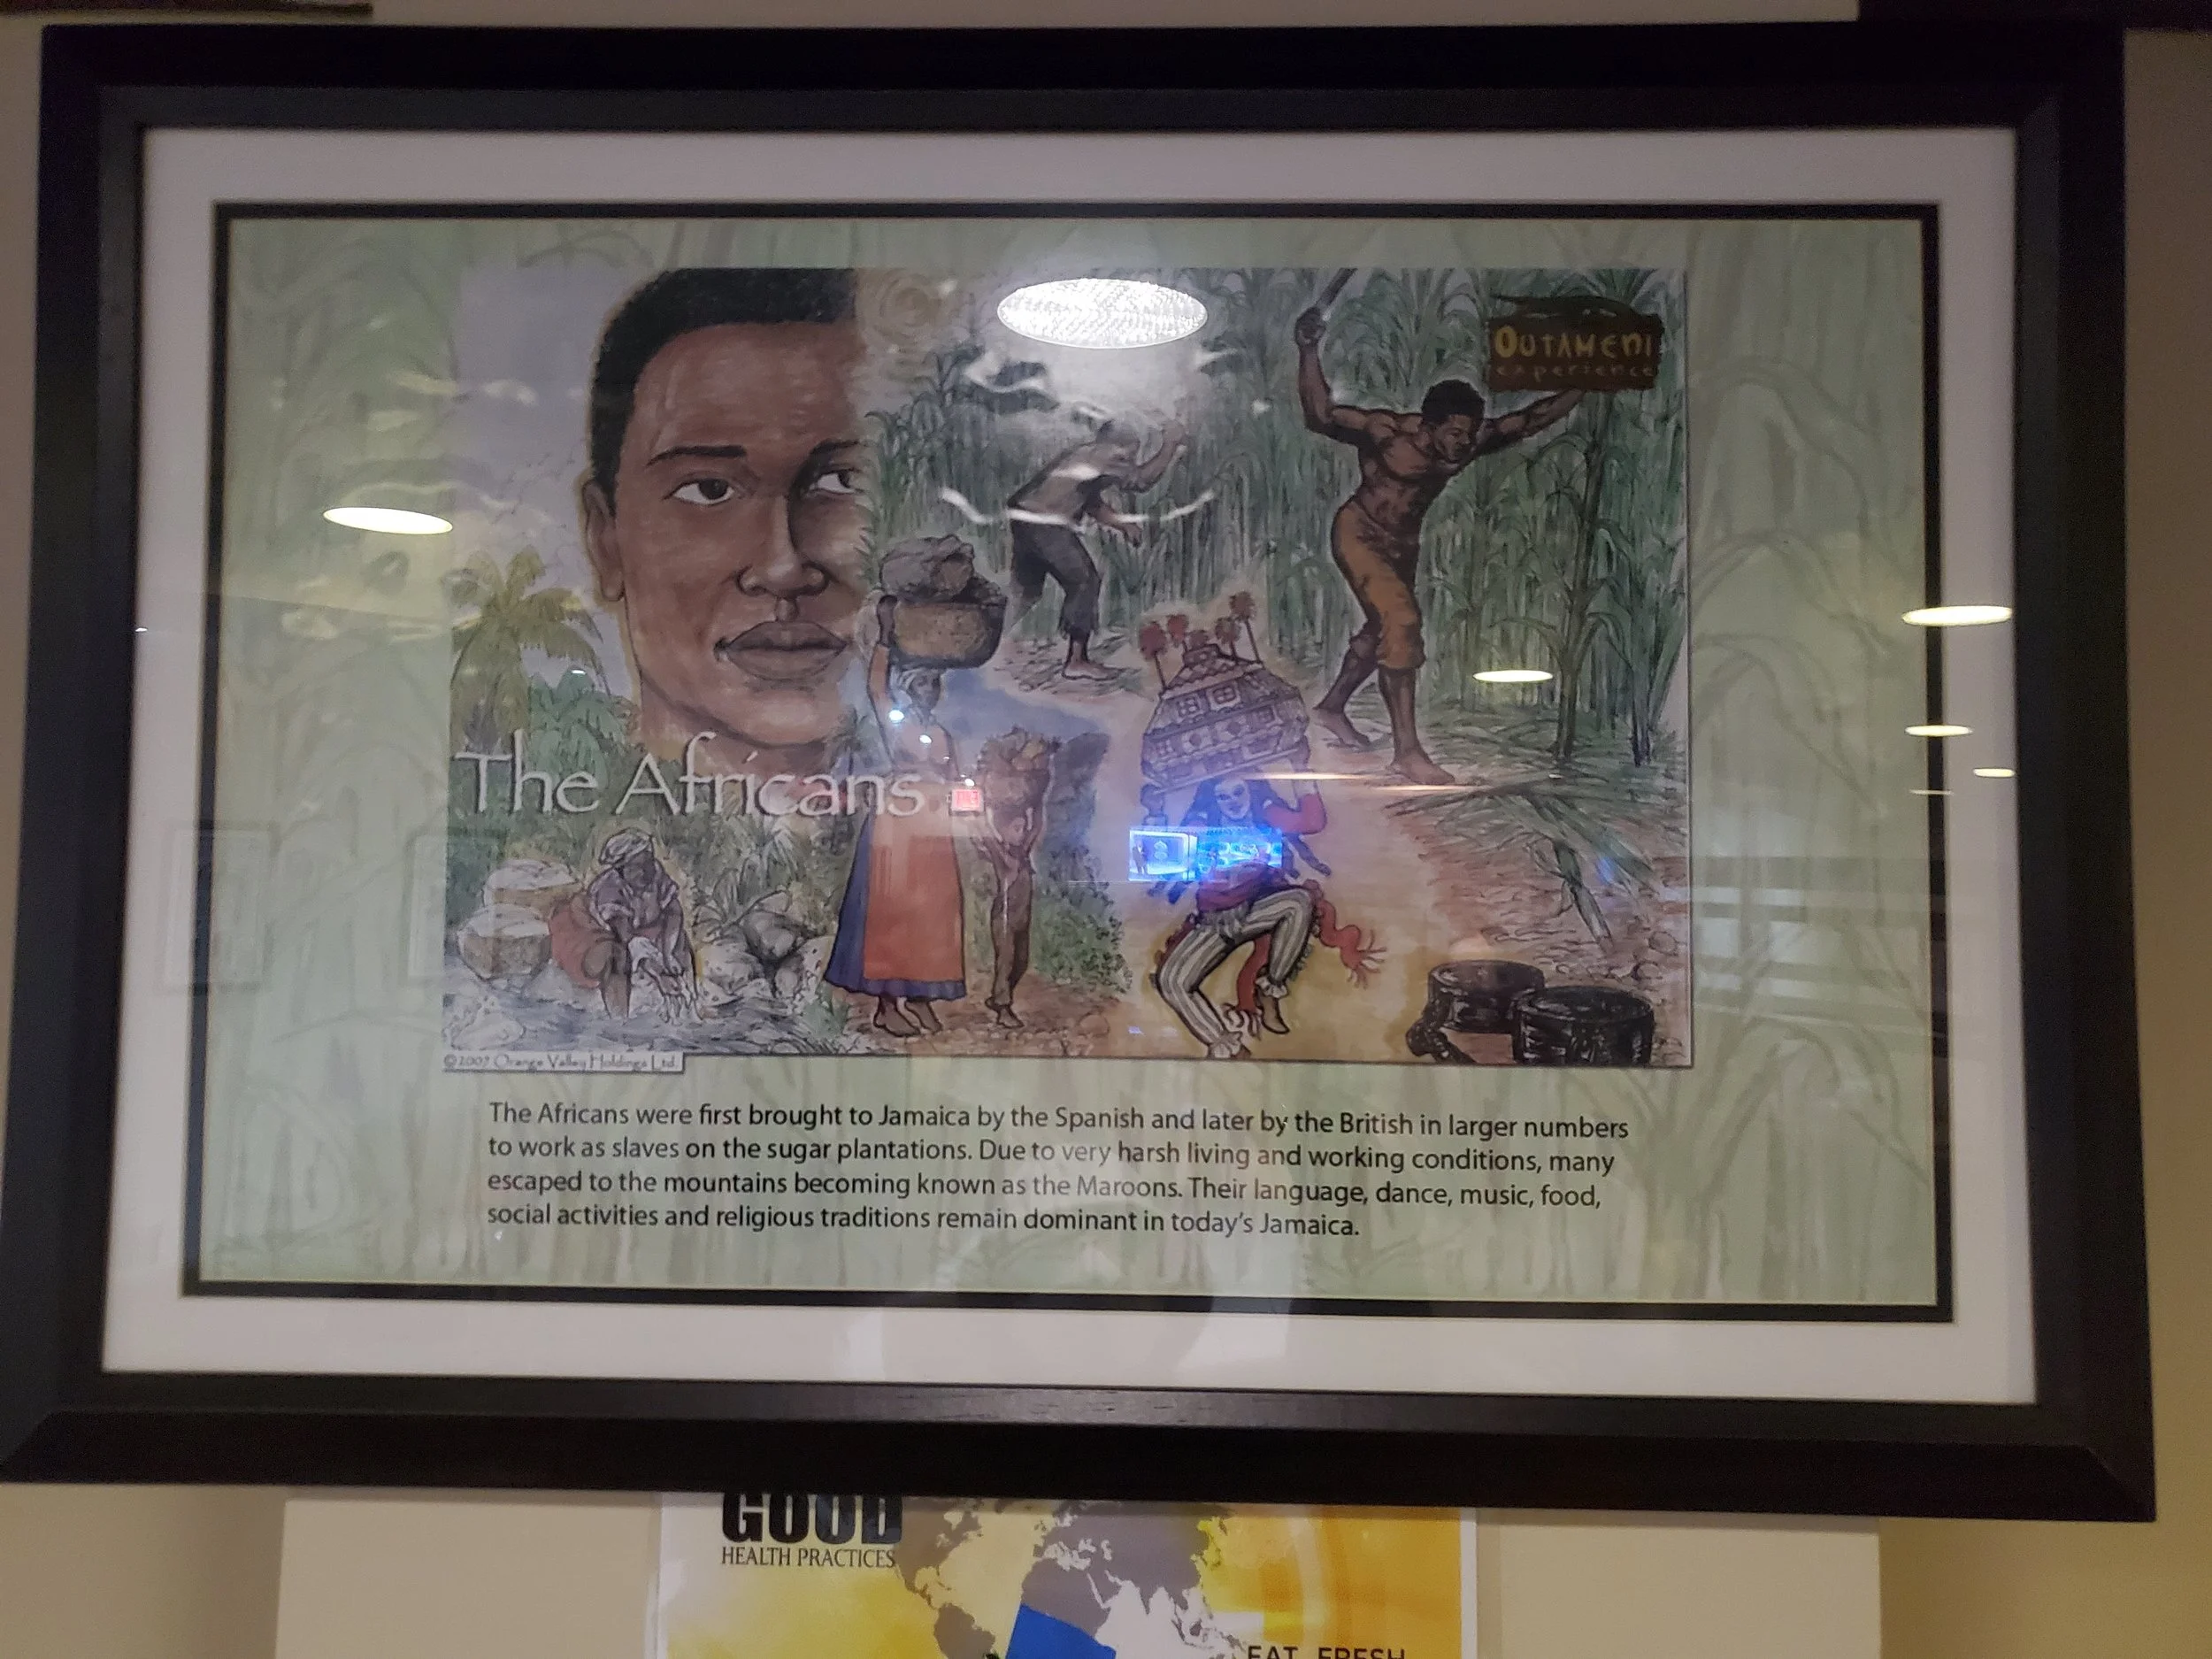 OUTAMENI
experience
The Africans
©2007 Orange Valley Holdings Ltd.
The Africans were first brought to Jamaica by the Spanish and later by the British in larger numbers
to work as slaves on the sugar plantations. Due to very harsh living and working conditions, many
escaped to the mountains becoming known as the Maroons. Their language, dance, music, food,
social activities and religious traditions remain dominant in today's Jamaica.
GOOD
HEALTH PRACTICES
EAT FRESH